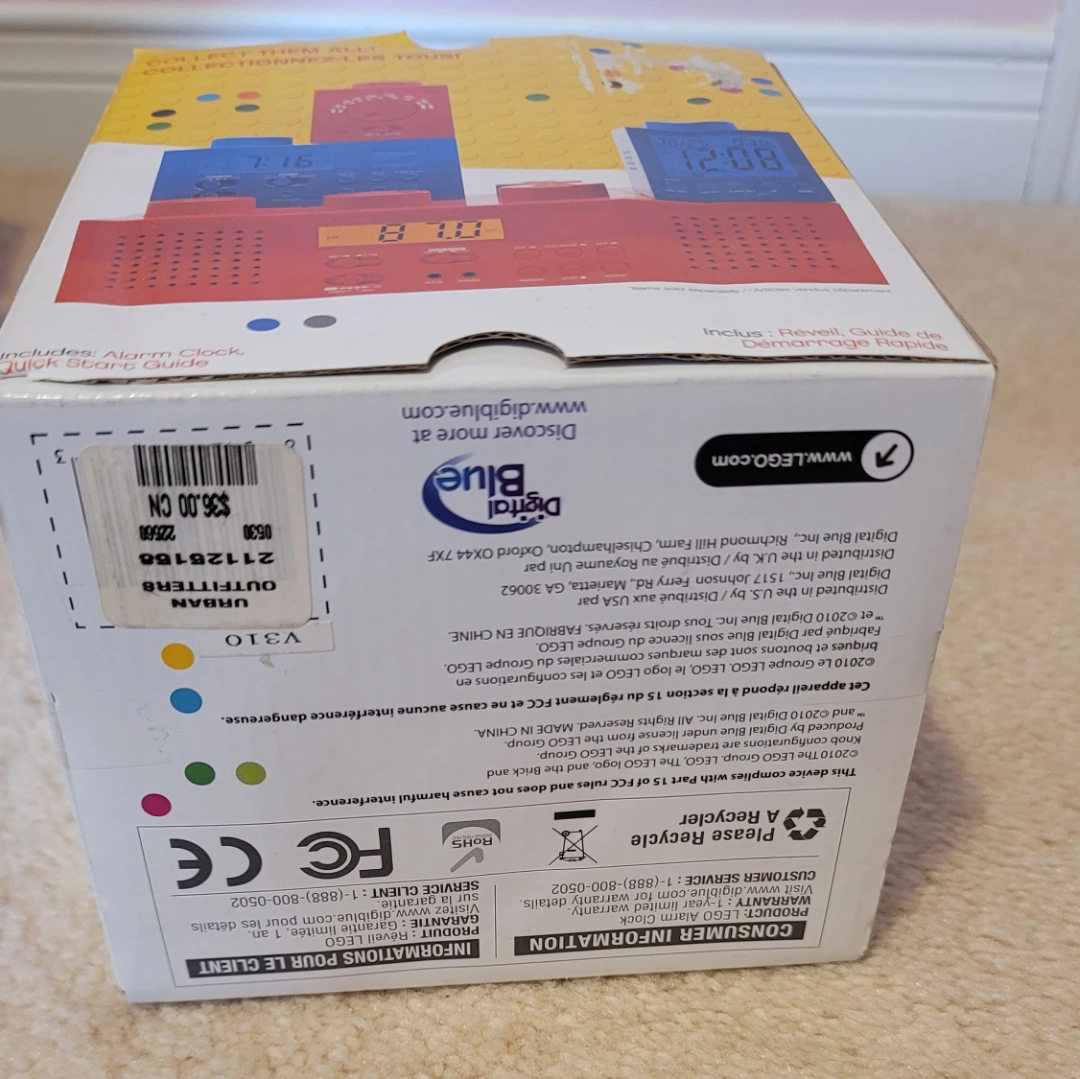 COLLECT THEM ALL!
COLLECTIONNEZ-LES TOUS!
7:16
12:08
87.0
*Items sold separately / *Articles vendus séparément
Includes: Alarm Clock,
Quick Start Guide
Inclus : Réveil, Guide de
Démarrage Rapide
CONSUMER INFORMATION
PRODUCT: LEGO Alarm Clock
WARRANTY : 1-year limited warranty.
Visit www.digiblue.com for warranty details.
CUSTOMER SERVICE : 1-(888)-800-0502
INFORMATIONS POUR LE CLIENT
PRODUIT : Réveil LEGO
GARANTIE : Garantie limitée, 1 an.
Visitez www.digiblue.com pour les détails
sur la garantie.
SERVICE CLIENT : 1-(888)-800-0502
Please Recycle
A Recycler
RoHS
FC
CE
This device complies with Part 15 of FCC rules and does not cause harmful interference.
©2010 The LEGO Group. LEGO, The LEGO logo, and the Brick and
Knob configurations are trademarks of the LEGO Group.
Produced by Digital Blue under license from the LEGO Group.
™ and ©2010 Digital Blue Inc. All Rights Reserved. MADE IN CHINA.
Cet appareil répond à la section 15 du réglement FCC et ne cause aucune interférence dangereuse.
©2010 Le Groupe LEGO. LEGO, le logo LEGO et les configurations en
briques et boutons sont des marques commerciales du Groupe LEGO.
Fabriqué par Digital Blue sous licence du Groupe LEGO.
™ et ©2010 Digital Blue Inc. Tous droits réservés. FABRIQUE EN CHINE.
Distributed in the U.S. by / Distribué aux USA par
Digital Blue Inc., 1517 Johnson Ferry Rd., Marietta, GA 30062
Distributed in the U.K. by / Distribué au Royaume Uni par
Digital Blue Inc., Richmond Hill Farm, Chiselhampton, Oxford OX44 7XF
www.LEGO.com
Digital
Blue
Discover more at
www.digiblue.com
V310
URBAN
OUTFITTERS
21125156
0530 22560
$36.00 CN